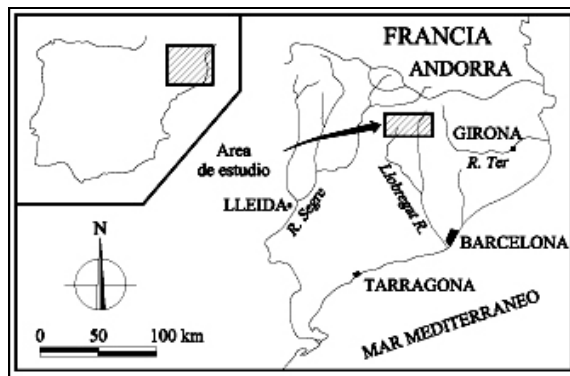 FRANCIA
ANDORRA
Area
de estudio
GIRONA
R. Ter
LLEIDA
R. Segre
Llobregat R.
BARCELONA
TARRAGONA
MAR MEDITERRANEO
N
0 50 100 km